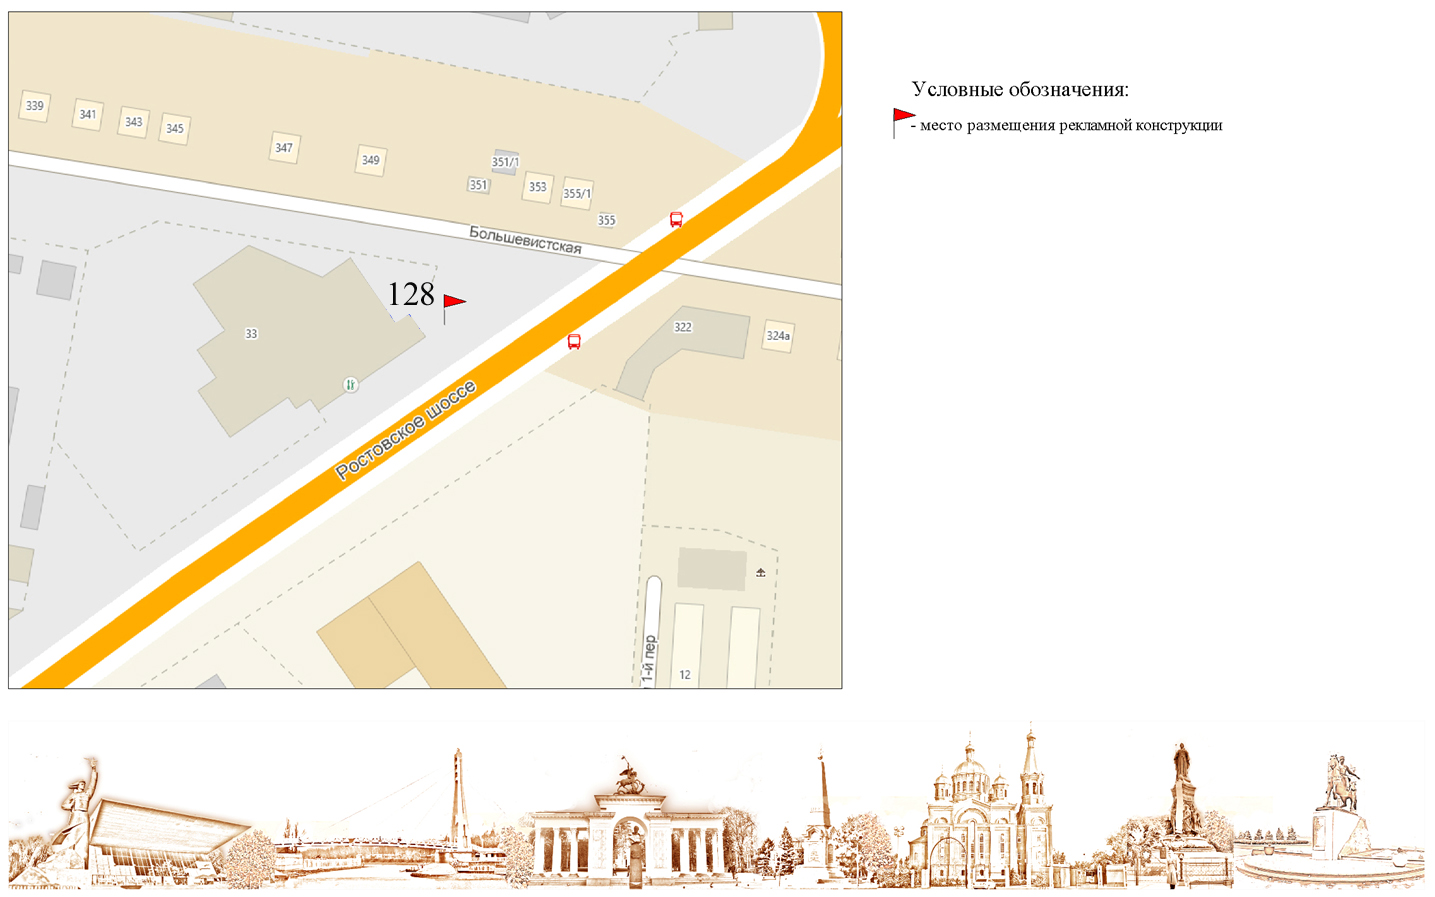 Условные обозначения:
- место размещения рекламной конструкции
339
341
343
345
347
349
351/1
351
353
355/1
355
Большевистская
128
33
322
324а
Ростовское шоссе
1-й пер
12